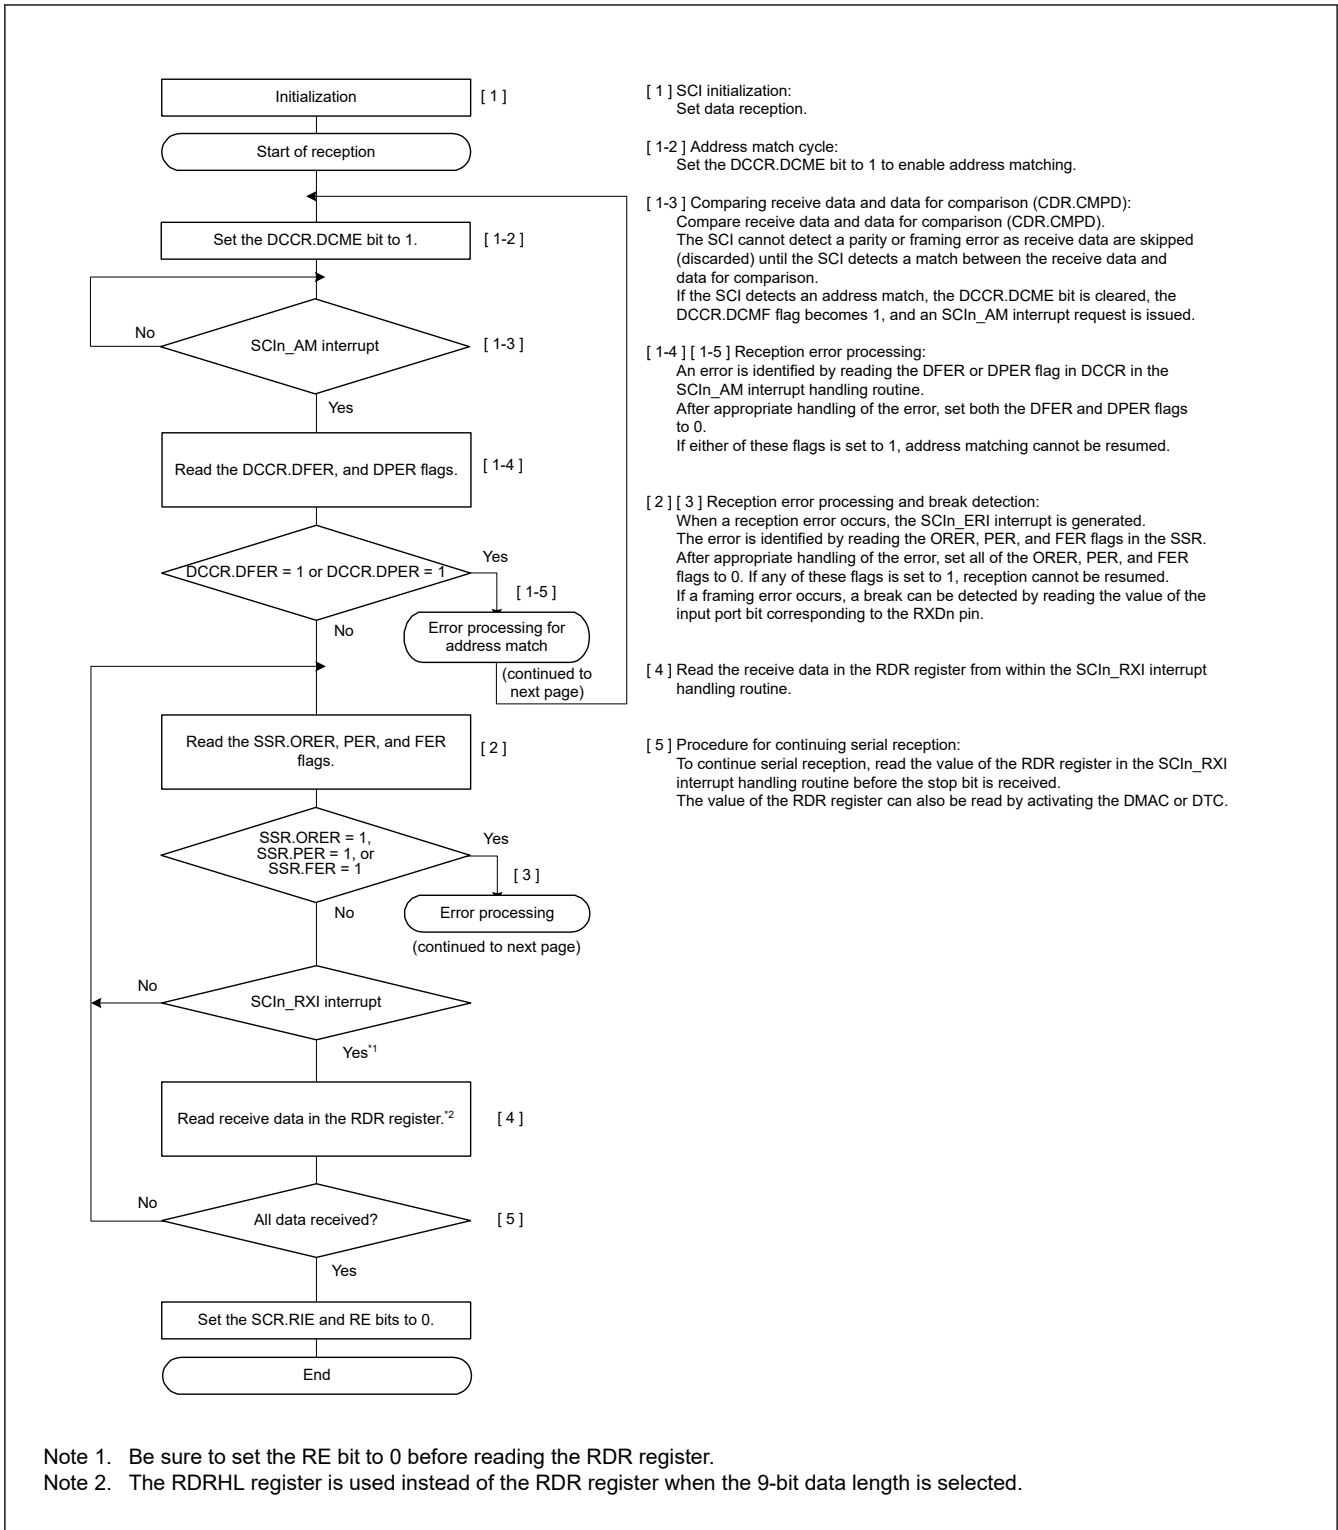 Initialization
[ 1 ]
Start of reception
Set the DCCR.DCME bit to 1.
[ 1-2 ]
No
SCIn_AM interrupt
[ 1-3 ]
Yes
Read the DCCR.DFER, and DPER flags.
[ 1-4 ]
DCCR.DFER = 1 or DCCR.DPER = 1
Yes
[ 1-5 ]
Error processing for
address match
(continued to
next page)
No
Read the SSR.ORER, PER, and FER
flags.
[ 2 ]
SSR.ORER = 1,
SSR.PER = 1, or
SSR.FER = 1
Yes
[ 3 ]
Error processing
(continued to next page)
No
No
SCIn_RXI interrupt
Yes*1
Read receive data in the RDR register.*2
[ 4 ]
No
All data received?
[ 5 ]
Yes
Set the SCR.RIE and RE bits to 0.
End
[ 1 ] SCI initialization:
Set data reception.
[ 1-2 ] Address match cycle:
Set the DCCR.DCME bit to 1 to enable address matching.
[ 1-3 ] Comparing receive data and data for comparison (CDR.CMPD):
Compare receive data and data for comparison (CDR.CMPD).
The SCI cannot detect a parity or framing error as receive data are skipped
(discarded) until the SCI detects a match between the receive data and
data for comparison.
If the SCI detects an address match, the DCCR.DCME bit is cleared, the
DCCR.DCMF flag becomes 1, and an SCIn_AM interrupt request is issued.
[ 1-4 ] [ 1-5 ] Reception error processing:
An error is identified by reading the DFER or DPER flag in DCCR in the
SCIn_AM interrupt handling routine.
After appropriate handling of the error, set both the DFER and DPER flags
to 0.
If either of these flags is set to 1, address matching cannot be resumed.
[ 2 ] [ 3 ] Reception error processing and break detection:
When a reception error occurs, the SCIn_ERI interrupt is generated.
The error is identified by reading the ORER, PER, and FER flags in the SSR.
After appropriate handling of the error, set all of the ORER, PER, and FER
flags to 0. If any of these flags is set to 1, reception cannot be resumed.
If a framing error occurs, a break can be detected by reading the value of the
input port bit corresponding to the RXDn pin.
[ 4 ] Read the receive data in the RDR register from within the SCIn_RXI interrupt
handling routine.
[ 5 ] Procedure for continuing serial reception:
To continue serial reception, read the value of the RDR register in the SCIn_RXI
interrupt handling routine before the stop bit is received.
The value of the RDR register can also be read by activating the DMAC or DTC.
Note 1. Be sure to set the RE bit to 0 before reading the RDR register.
Note 2. The RDRHL register is used instead of the RDR register when the 9-bit data length is selected.